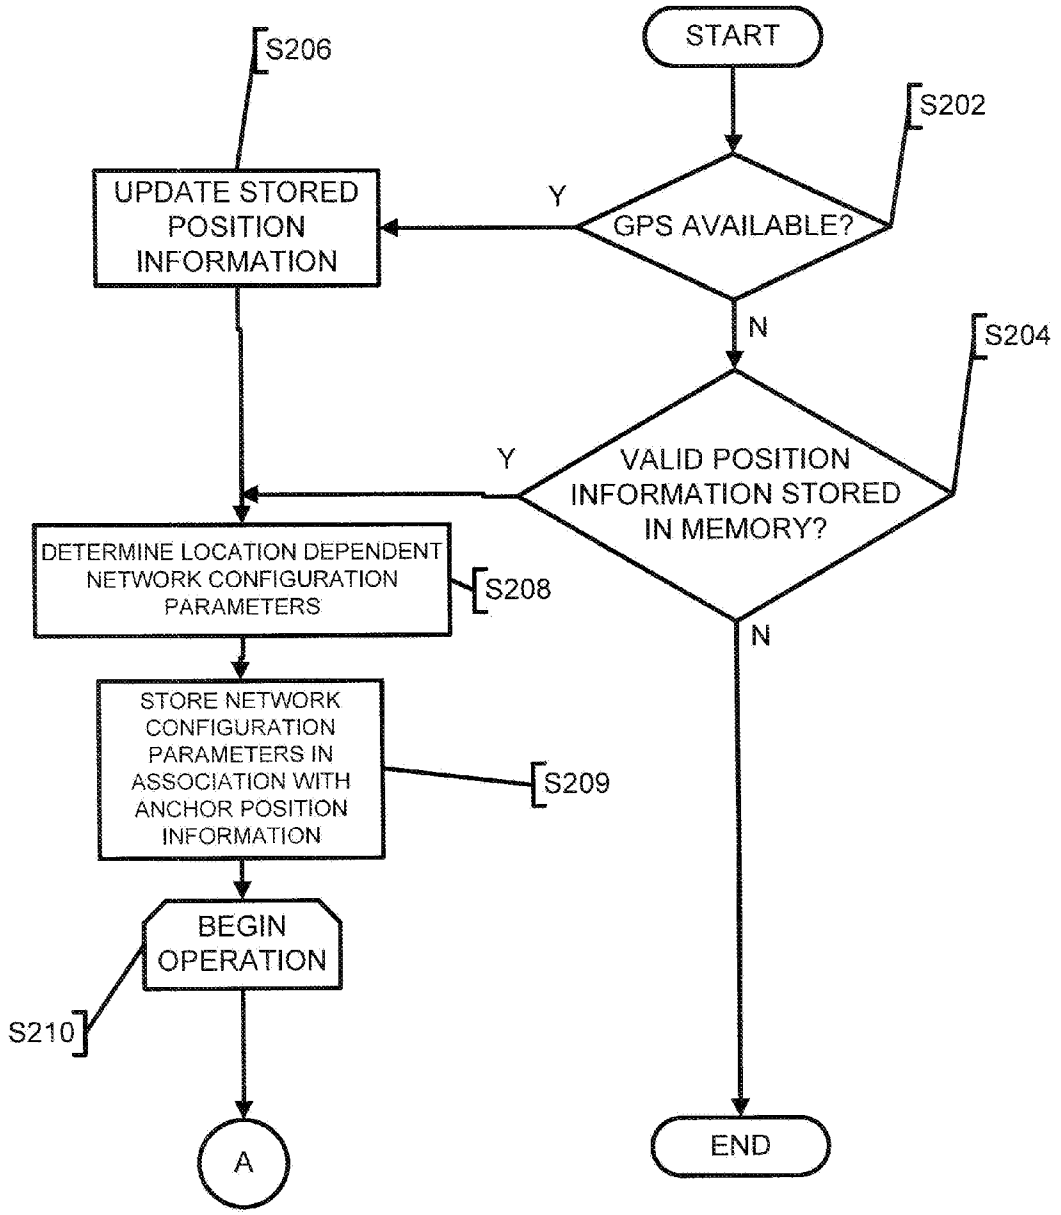 START
S206
S202
UPDATE STORED
POSITION
INFORMATION
Y
GPS AVAILABLE?
N
S204
Y
VALID POSITION
INFORMATION STORED
IN MEMORY?
DETERMINE LOCATION DEPENDENT
NETWORK CONFIGURATION
PARAMETERS
S208
N
STORE NETWORK
CONFIGURATION
PARAMETERS IN
ASSOCIATION WITH
ANCHOR POSITION
INFORMATION
S209
BEGIN
OPERATION
S210
A
END